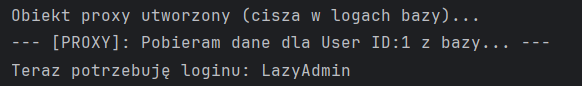 Obiekt proxy utworzony (cisza w logach bazy)...
--- [PROXY]: Pobieram dane dla User ID:1 z bazy... ---
Teraz potrzebuję loginu: LazyAdmin